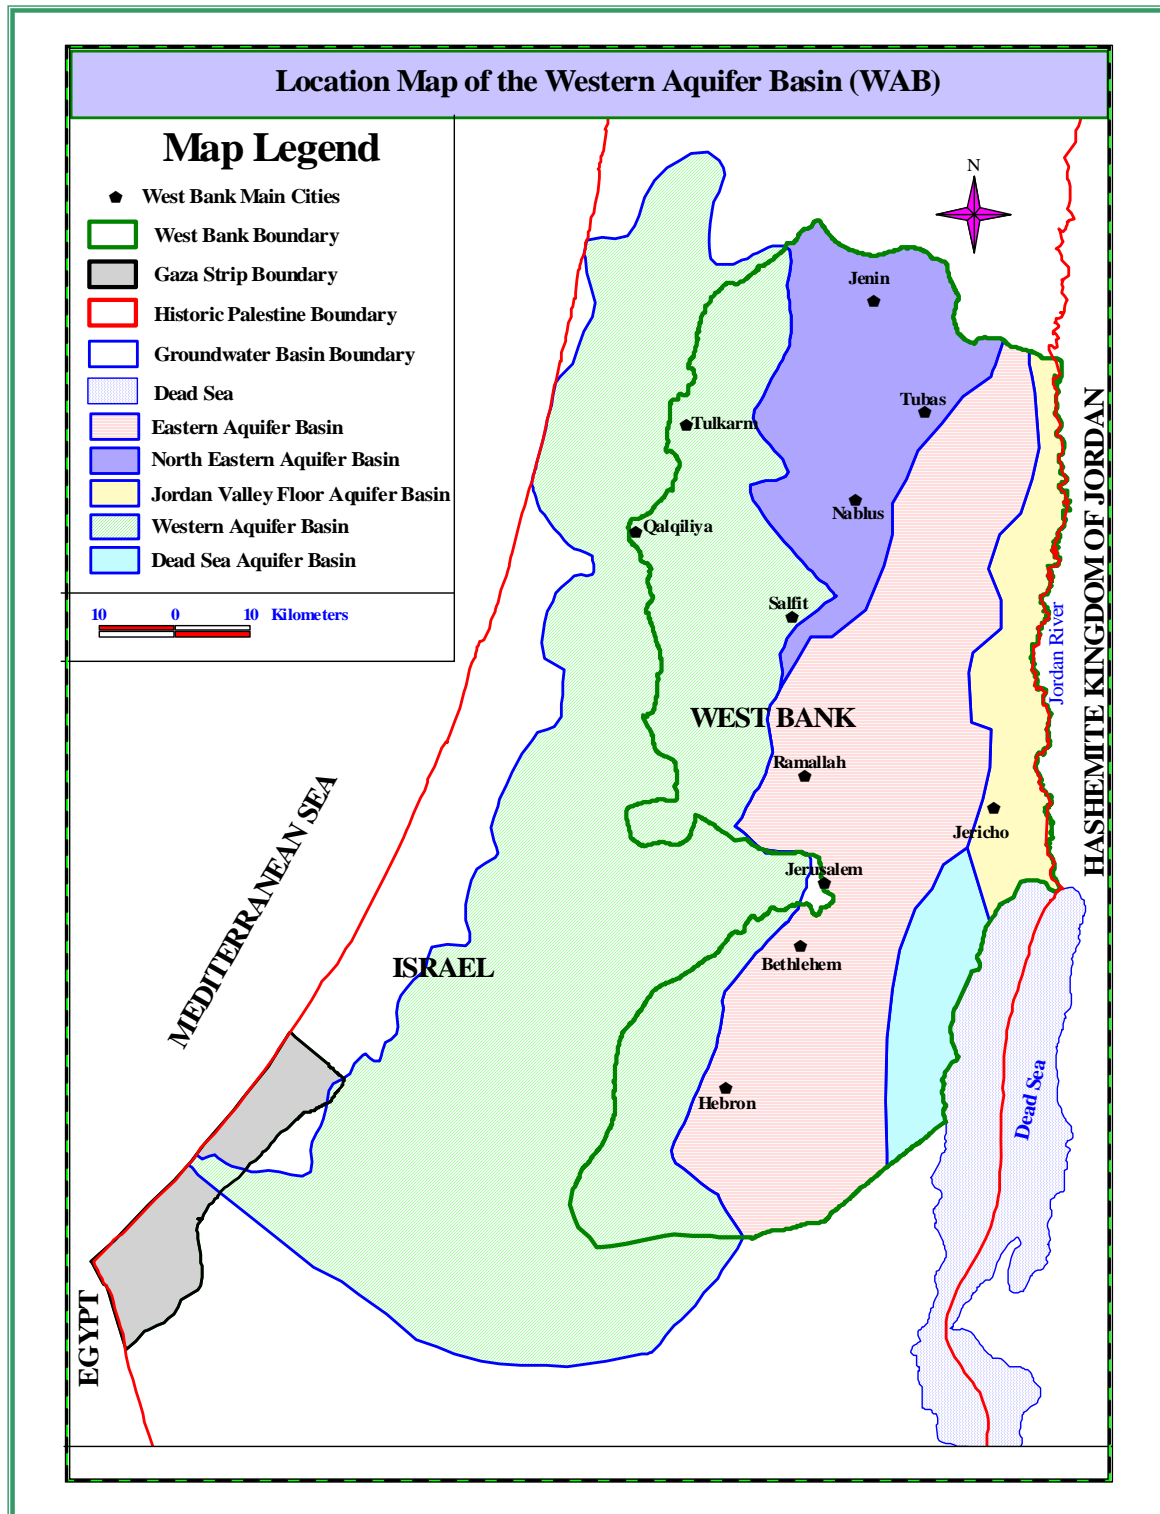 Location Map of the Western Aquifer Basin (WAB)
Map Legend
West Bank Main Cities
West Bank Boundary
Gaza Strip Boundary
Historic Palestine Boundary
Groundwater Basin Boundary
Dead Sea
Eastern Aquifer Basin
North Eastern Aquifer Basin
Jordan Valley Floor Aquifer Basin
Western Aquifer Basin
Dead Sea Aquifer Basin
10 0 10 Kilometers
N
Jenin
Tubas
Tulkarm
Nablus
Qalqiliya
Salfit
WEST BANK
Ramallah
Jericho
Jerusalem
Bethlehem
Hebron
ISRAEL
MEDITERRANEAN SEA
EGYPT
HASHEMITE KINGDOM OF JORDAN
Jordan River
Dead Sea